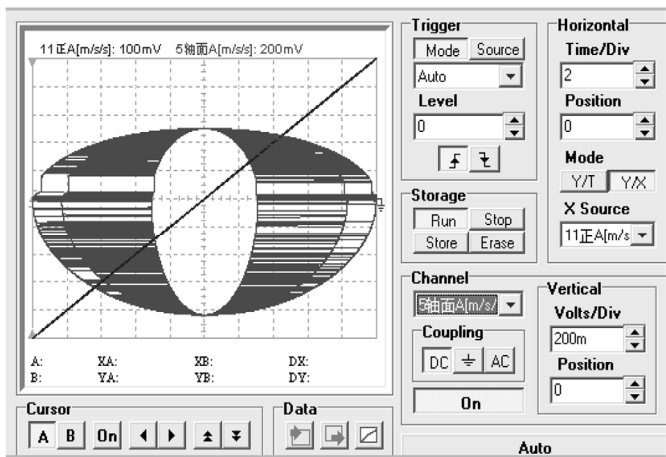 11正A[m/s/s]: 100mV 5轴面A[m/s/s]: 200mV
A: XA: XB: DX:
B: YA: YB: DY:
Cursor
A B On
Data
Trigger
Mode Source
Auto
Level
0
Storage
Run Stop
Store Erase
Channel
5轴面A[m/s/
Coupling
DC AC
On
Horizontal
Time/Div
2
Position
0
Mode
Y/T Y/X
X Source
11正A[m/s
Vertical
Volts/Div
200m
Position
0
Auto